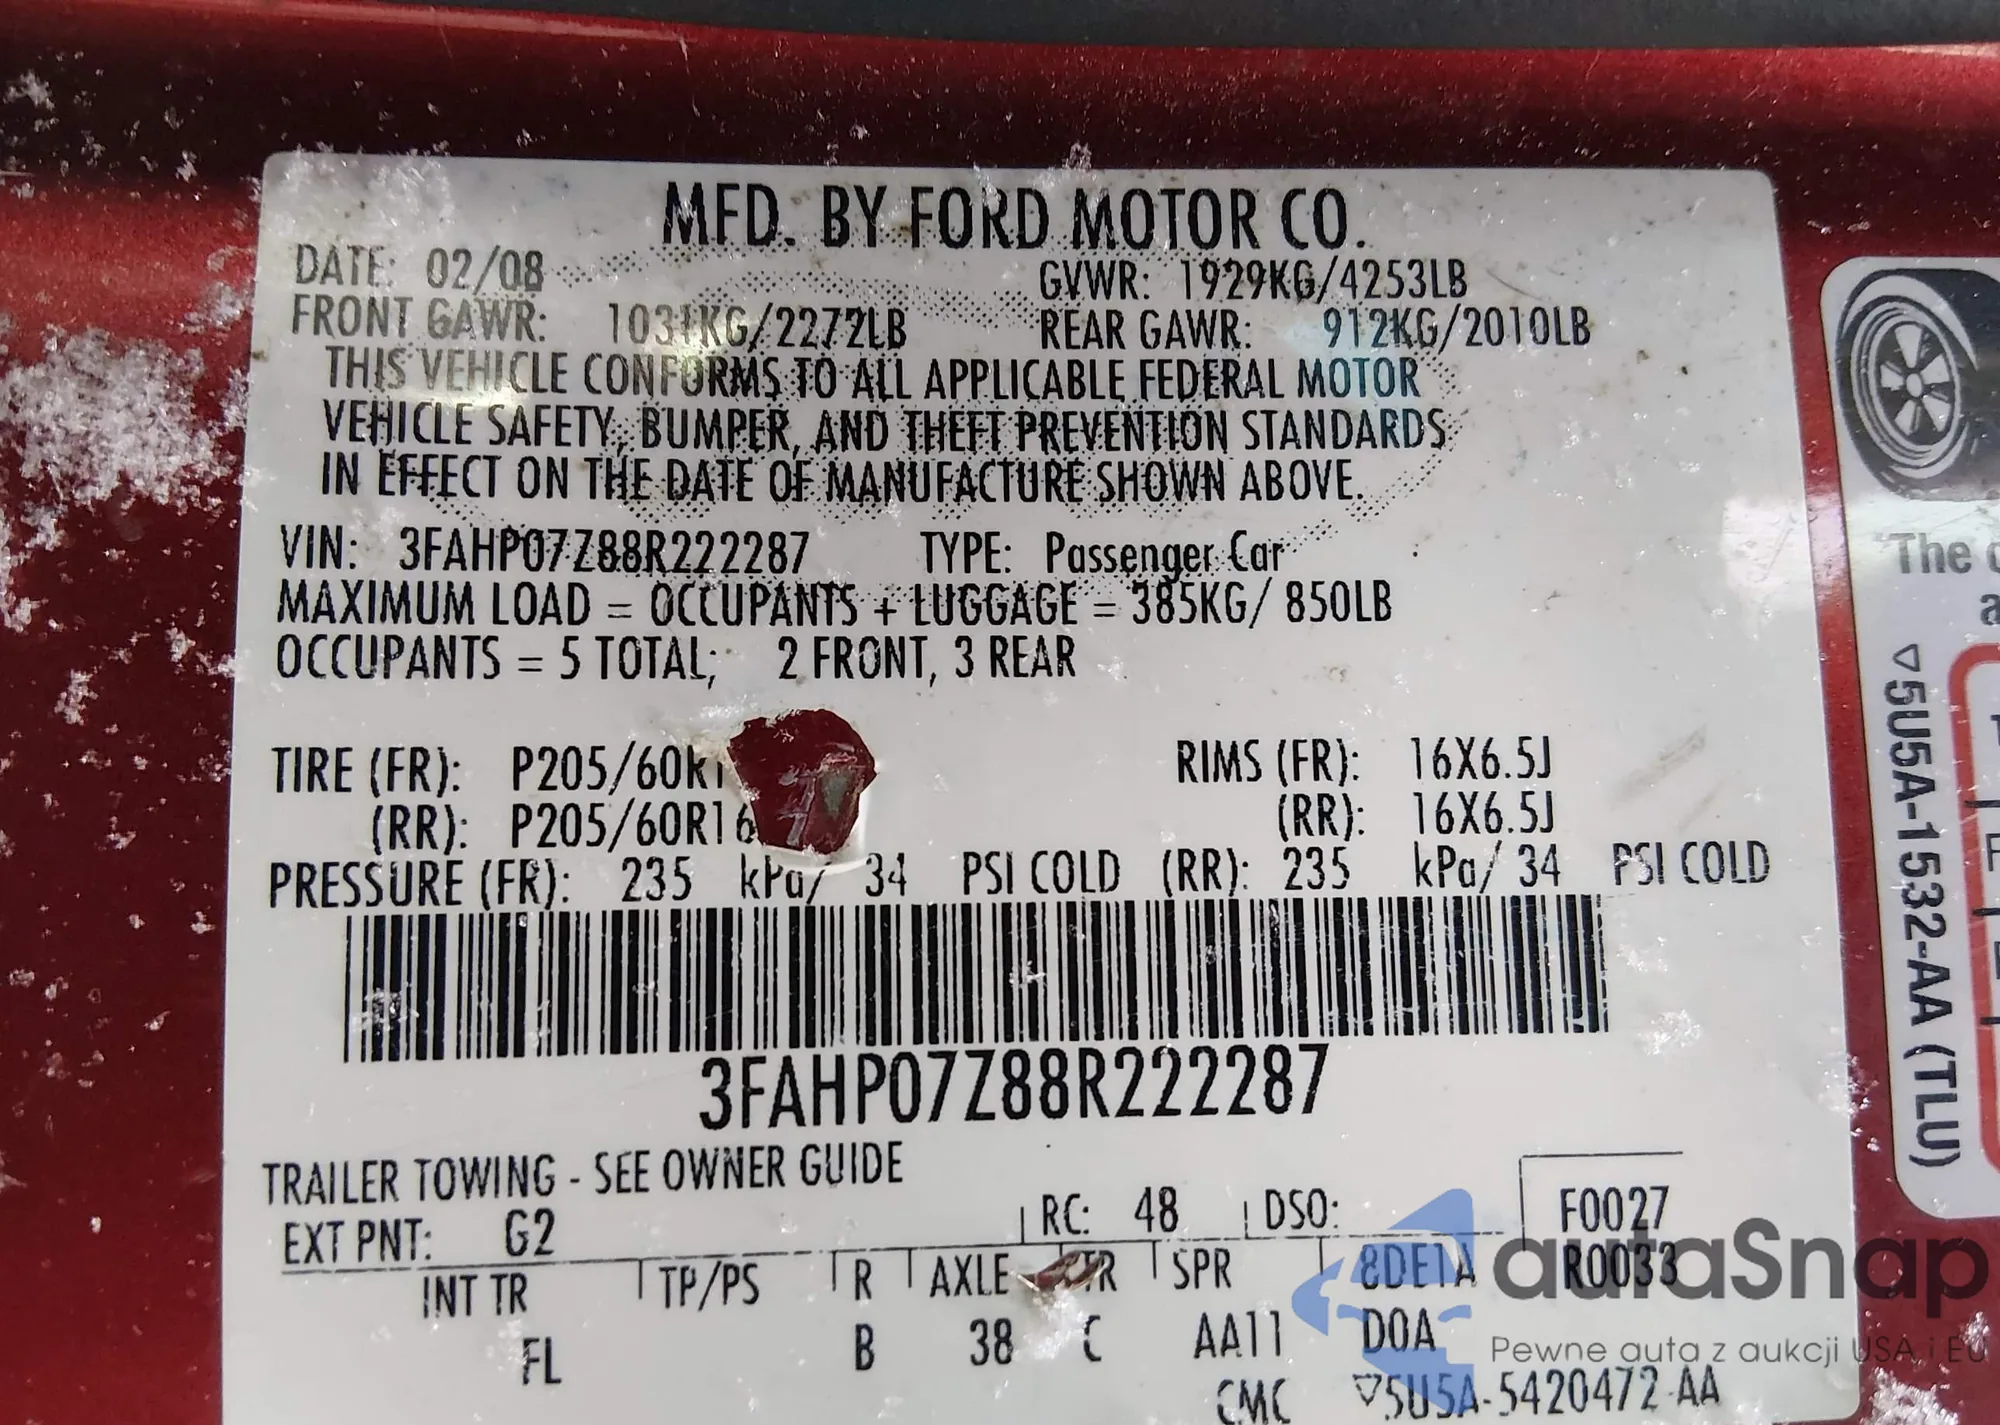 MFD. BY FORD MOTOR CO.
DATE: 02/08 GVWR: 1929KG/4253LB
FRONT GAWR: 1031KG/2272LB REAR GAWR: 912KG/2010LB
THIS VEHICLE CONFORMS TO ALL APPLICABLE FEDERAL MOTOR
VEHICLE SAFETY, BUMPER, AND THEFT PREVENTION STANDARDS
IN EFFECT ON THE DATE OF MANUFACTURE SHOWN ABOVE.
VIN: 3FAHP07Z88R222287 TYPE: Passenger Car
MAXIMUM LOAD = OCCUPANTS + LUGGAGE = 385KG/ 850LB
OCCUPANTS = 5 TOTAL; 2 FRONT, 3 REAR
TIRE (FR): P205/60R1 RIMS (FR): 16X6.5J
(RR): P205/60R16 (RR): 16X6.5J
PRESSURE (FR): 235 kPa/ 34 PSI COLD (RR): 235 kPa/ 34 PSI COLD
3FAHP07Z88R222287
TRAILER TOWING - SEE OWNER GUIDE
EXT PNT: G2 RC: 48 DSO: F0027
INT TR TP/PS R AXLE TR SPR 8DE1A R0033
FL B 38 C AA11 D0A
CMC ▽5U5A-5420472-AA
The
▽5U5A-1532-AA (TLU)
autaSnap
Pewne auta z aukcji USA i EU